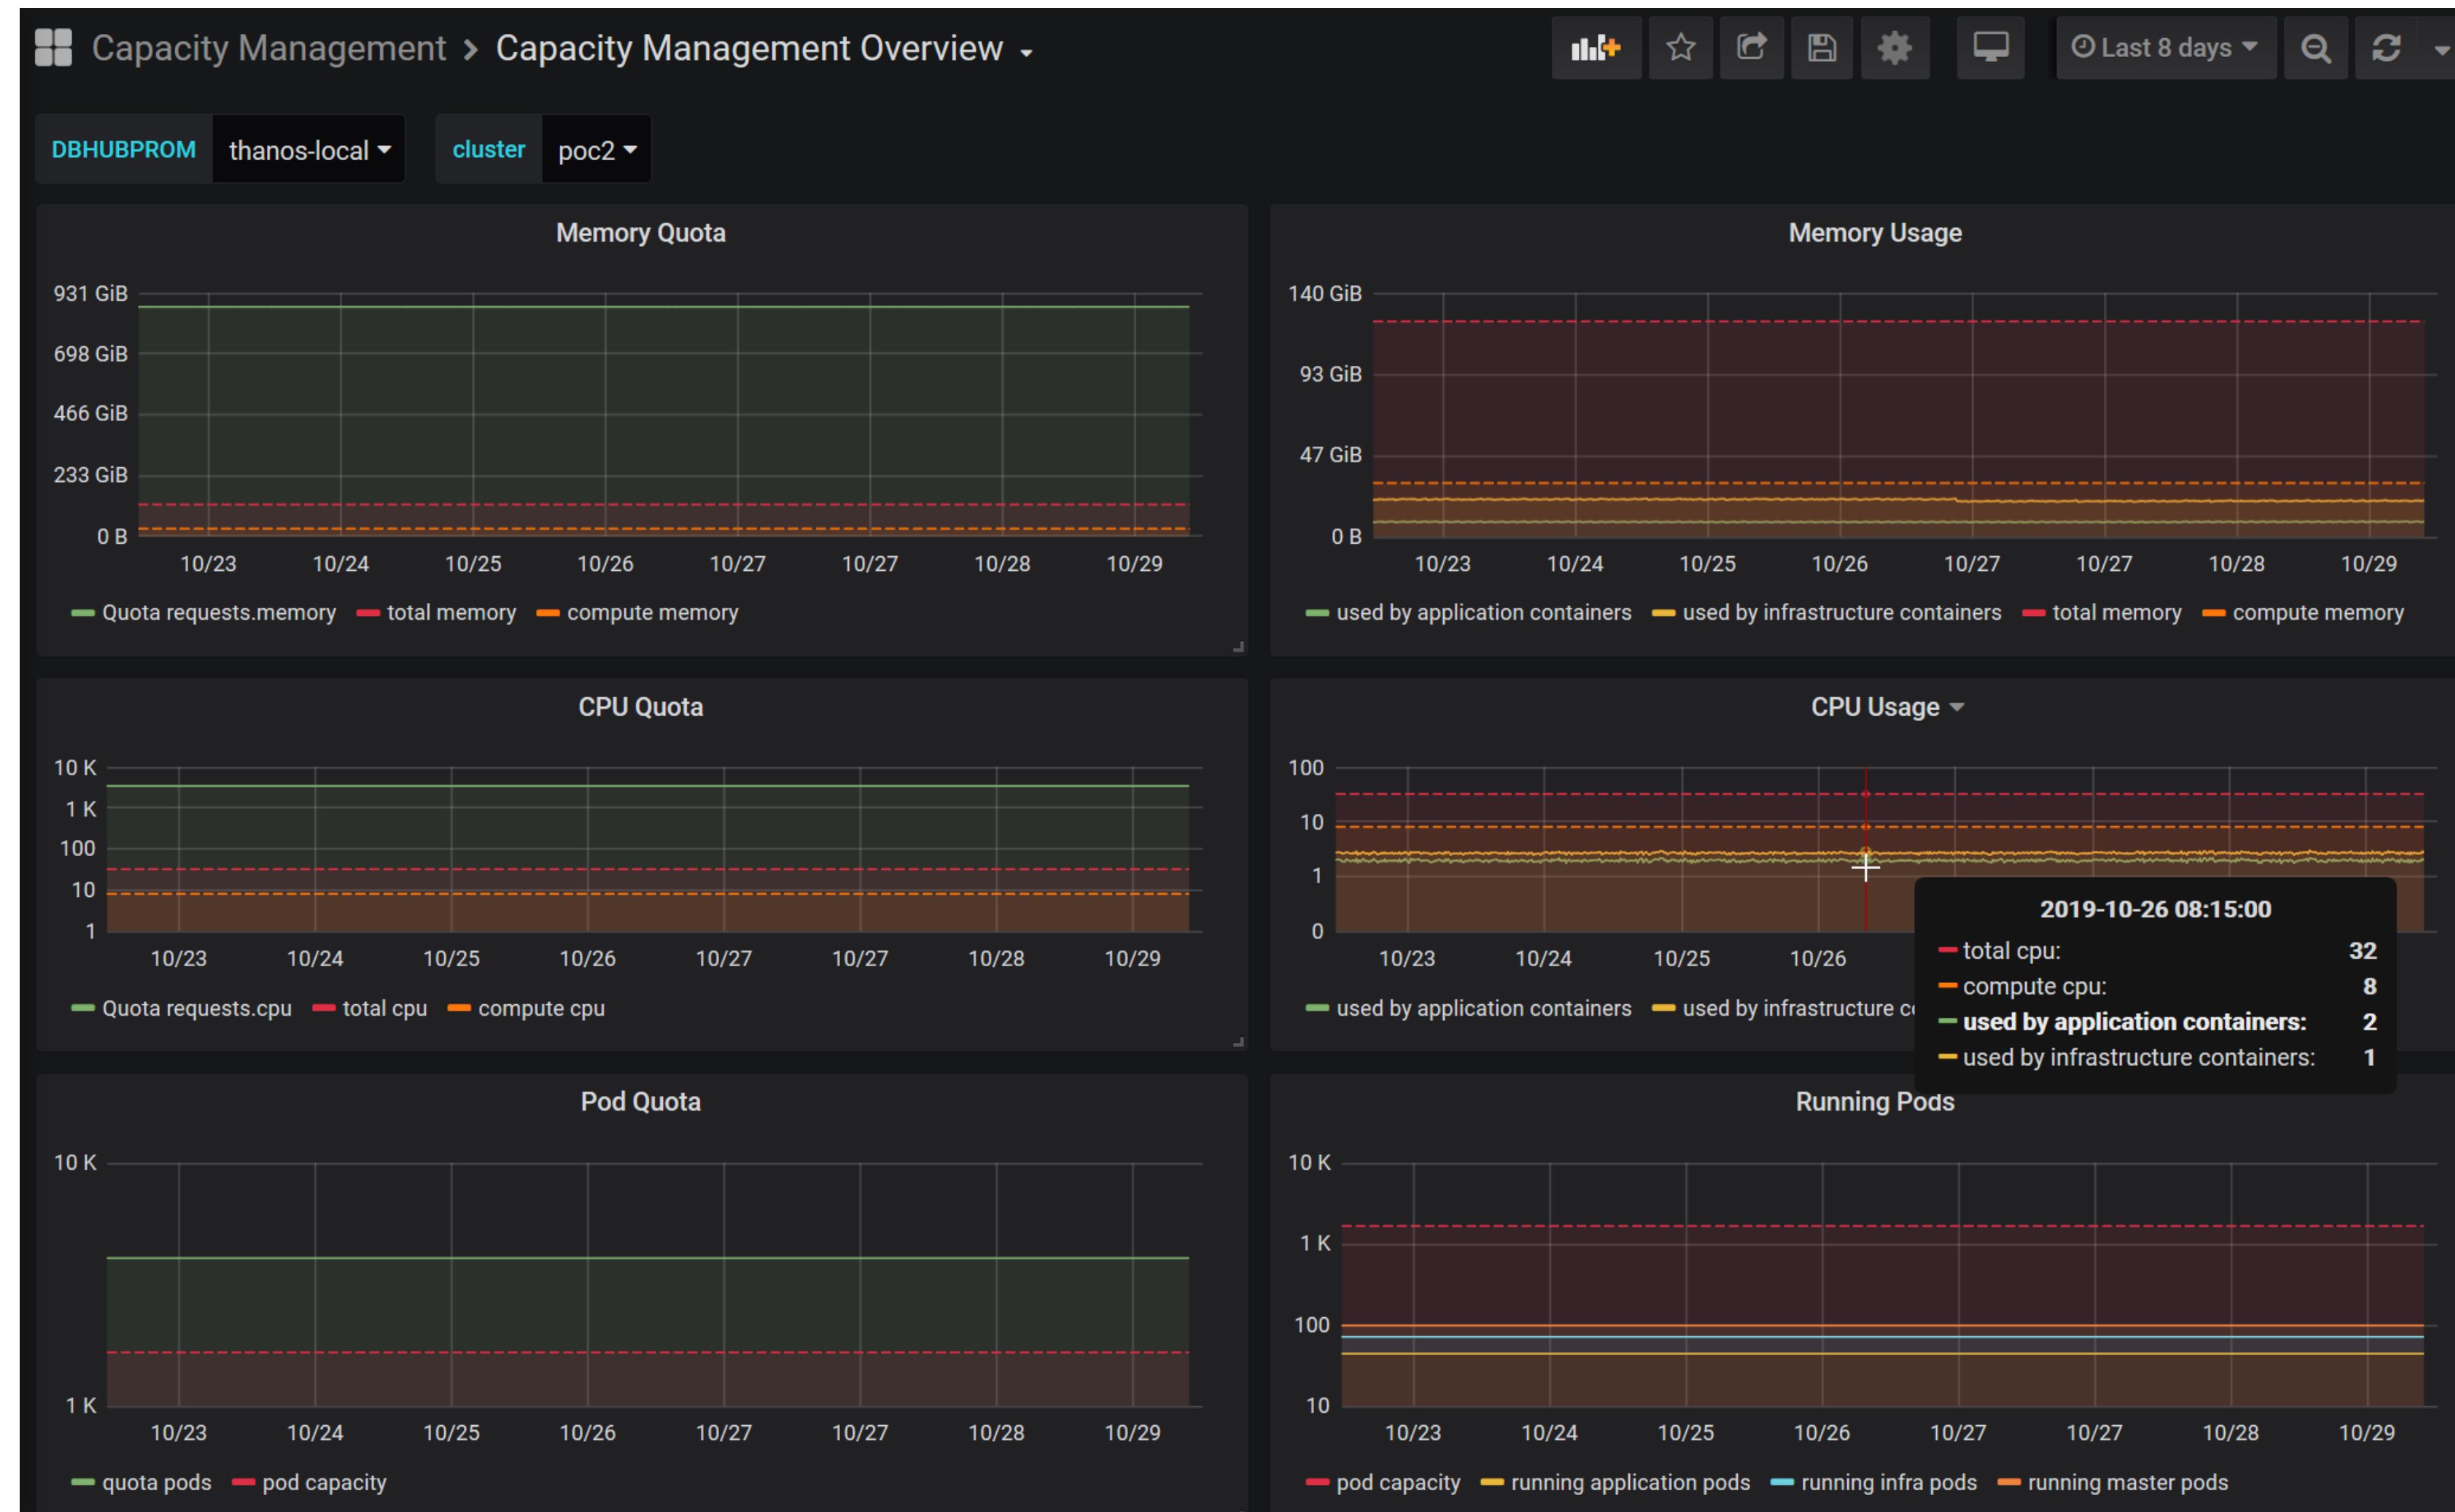 Capacity Management > Capacity Management Overview
Last 8 days
DBHUBPROM thanos-local cluster poc2
Memory Quota
931 GiB
698 GiB
466 GiB
233 GiB
0 B
10/23 10/24 10/25 10/26 10/27 10/27 10/28 10/29
Quota requests.memory total memory compute memory
Memory Usage
140 GiB
93 GiB
47 GiB
0 B
10/23 10/24 10/25 10/26 10/27 10/27 10/28 10/29
used by application containers used by infrastructure containers total memory compute memory
CPU Quota
10 K
1 K
100
10
1
10/23 10/24 10/25 10/26 10/27 10/27 10/28 10/29
Quota requests.cpu total cpu compute cpu
CPU Usage
100
10
1
0
10/23 10/24 10/25 10/26
used by application containers used by infrastructure
2019-10-26 08:15:00
total cpu: 32
compute cpu: 8
used by application containers: 2
used by infrastructure containers: 1
Pod Quota
10 K
1 K
10/23 10/24 10/25 10/26 10/27 10/27 10/28 10/29
quota pods pod capacity
Running Pods
10 K
1 K
100
10
10/23 10/24 10/25 10/26 10/27 10/27 10/28 10/29
pod capacity running application pods running infra pods running master pods